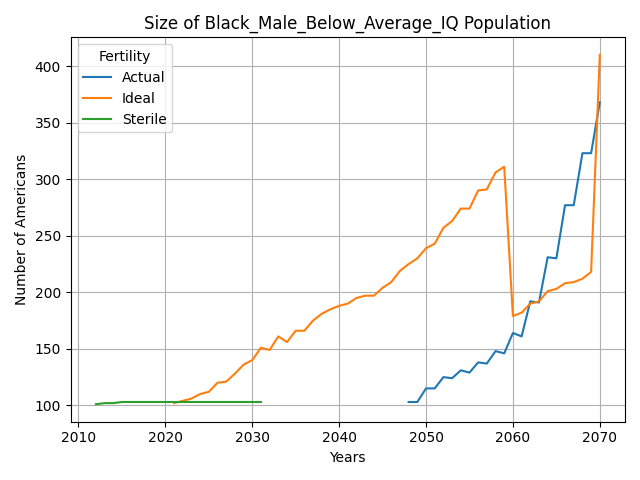 Size of Black_Male_Below_Average_IQ Population
Fertility
Actual
Ideal
Sterile
Number of Americans
400
350
300
250
200
150
100
2010
2020
2030
2040
2050
2060
2070
Years